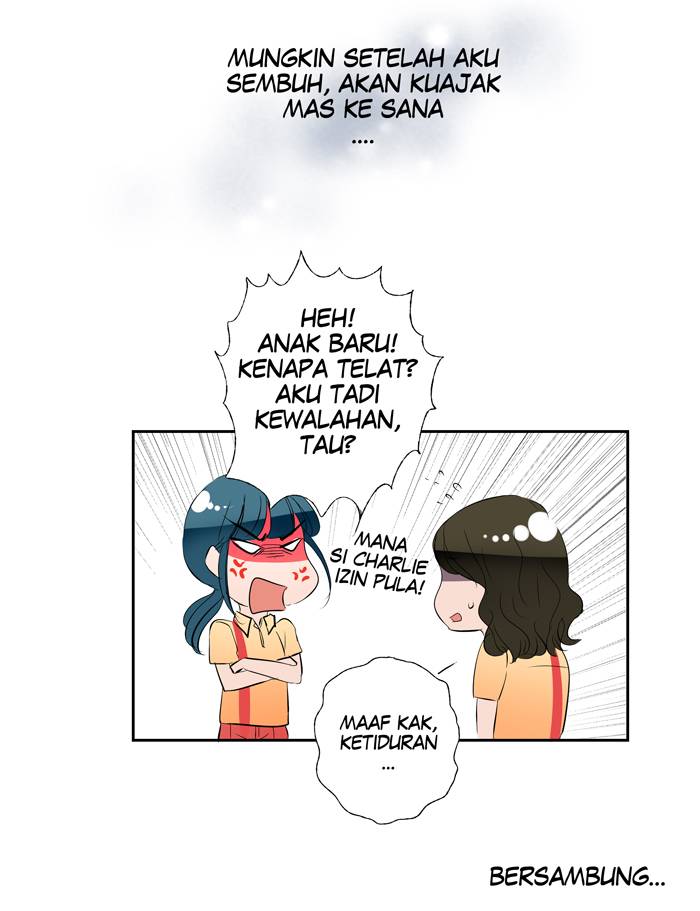 MUNGKIN SETELAH AKU
SEMBUH, AKAN KUAJAK
MAS KE SANA
....
HEH!
ANAK BARU!
KENAPA TELAT?
AKU TADI
KEWALAHAN,
TAU?
MANA
SI CHARLIE
IZIN PULA!
MAAF KAK,
KETIDURAN
...
BERSAMBUNG...